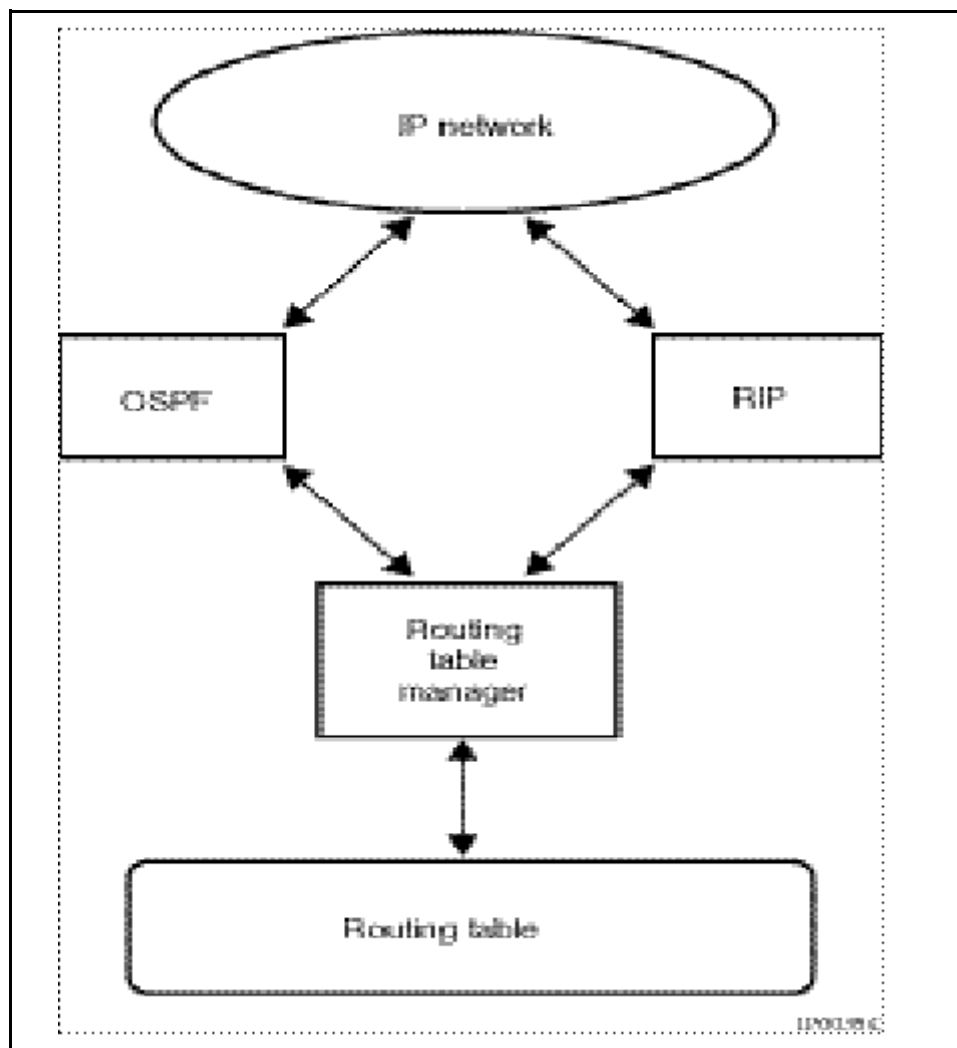 IP network
OSPF
RIP
Routing
table
manager
Routing table